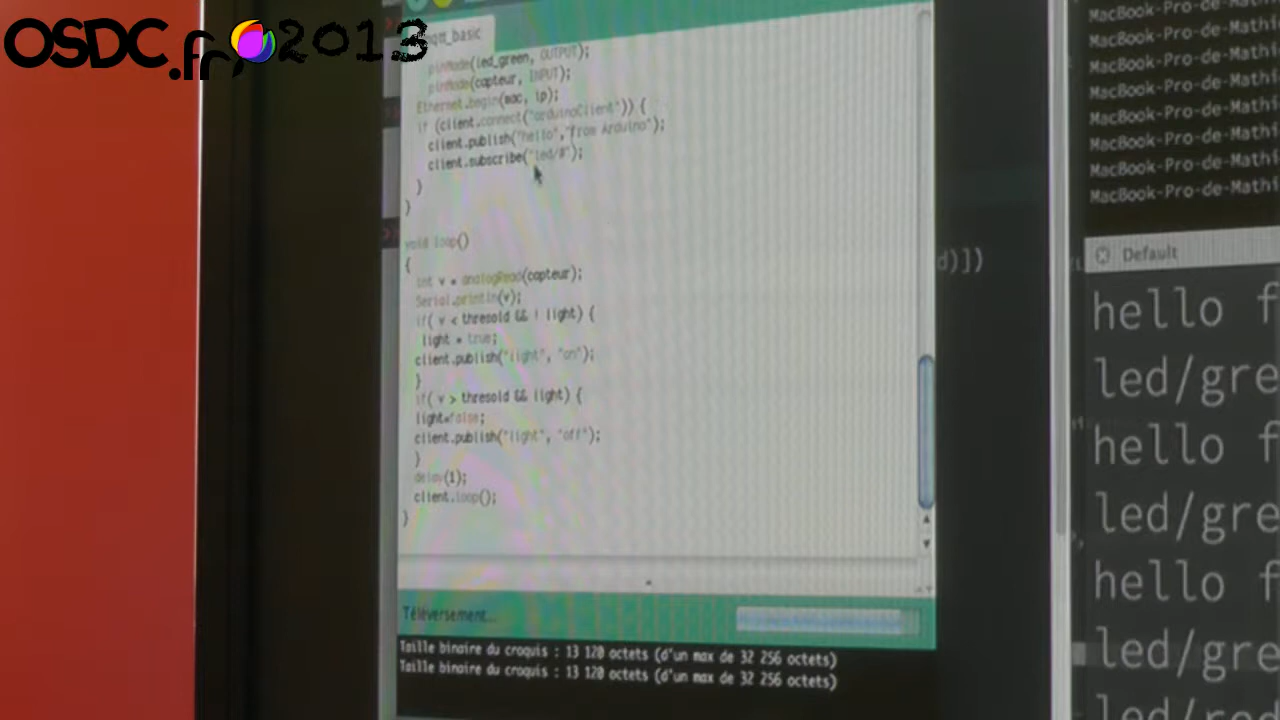 OSDC.fr 2013
mqtt_basic
pinMode(led_green, OUTPUT);
pinMode(capteur, INPUT);
Ethernet.begin(mac, ip);
if (client.connect("arduinoClient")) {
client.publish("hello","from Arduino");
client.subscribe("led/#");
}
}
void loop()
{
int v = analogRead(capteur);
Serial.println(v);
if( v < thresold && ! light) {
light = true;
client.publish("light", "on");
}
if( v > thresold && light) {
light=false;
client.publish("light", "off");
}
delay(1);
client.loop();
}
Téléversement...
Taille binaire du croquis : 13 120 octets (d'un max de 32 256 octets)
Taille binaire du croquis : 13 120 octets (d'un max de 32 256 octets)
d)])
MacBook-Pro-de-Mathi
MacBook-Pro-de-Mathi
MacBook-Pro-de-Mathi
MacBook-Pro-de-Mathi
MacBook-Pro-de-Mathi
MacBook-Pro-de-Mathi
MacBook-Pro-de-Mathi
MacBook-Pro-de-Mathi
Default
hello f
led/gre
hello f
led/gre
hello f
led/gre
led/red